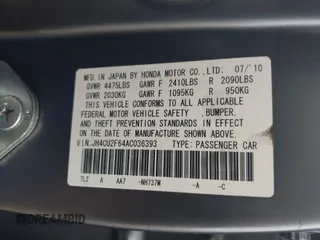 MFD. IN JAPAN BY HONDA MOTOR CO., LTD. 07/10
GVWR 4475LBS GAWR F 2410LBS R 2090LBS
GVWR 2030KG GAWR F 1095KG R 950KG
THIS VEHICLE CONFORMS TO ALL APPLICABLE
FEDERAL MOTOR VEHICLE SAFETY, BUMPER,
AND THEFT PREVENTION STANDARDS IN EFFECT
ON THE DATE OF MANUFACTURE SHOWN ABOVE.
V I N: JH4CU2F64AC036393 TYPE: PASSENGER CAR
TL2 A AA7 -NH737M -A -C
DREAMBID